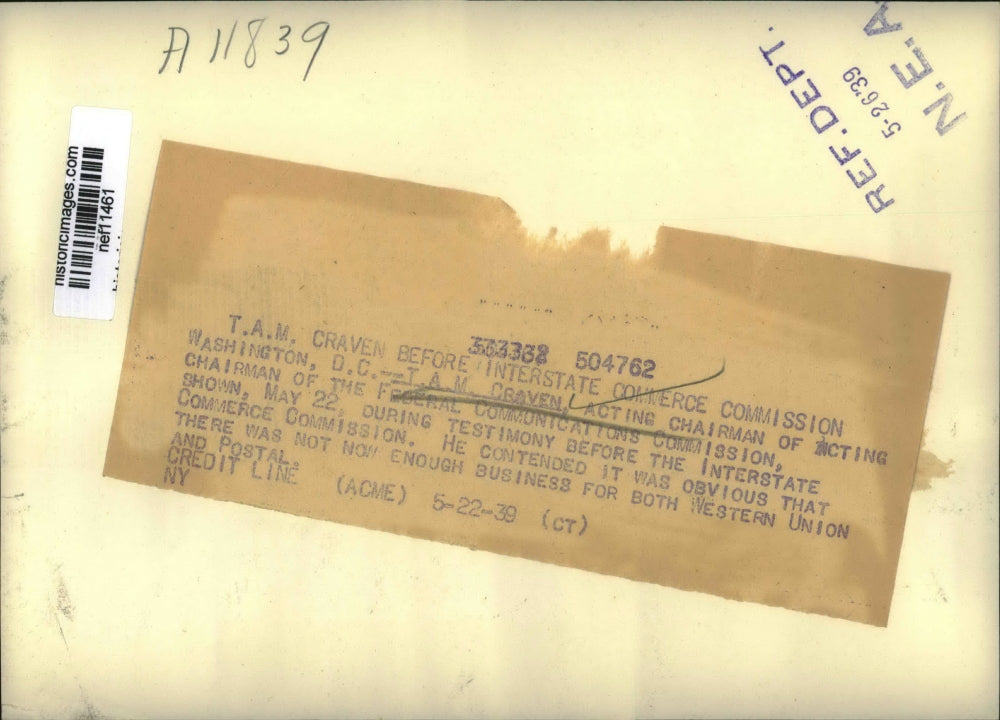 A 11839
REF. DEPT.
5-26'39
N.E.A
historicimages.com
nef11461
504762
T.A.M. CRAVEN BEFORE INTERSTATE COMMERCE COMMISSION
WASHINGTON, D.C.--T.A.M. CRAVEN, ACTING CHAIRMAN OF ACTING
CHAIRMAN OF THE FEDERAL COMMUNICATIONS COMMISSION,
SHOWN, MAY 22, DURING TESTIMONY BEFORE THE INTERSTATE
COMMERCE COMMISSION. HE CONTENDED IT WAS OBVIOUS THAT
THERE WAS NOT NOW ENOUGH BUSINESS FOR BOTH WESTERN UNION
AND POSTAL.
CREDIT LINE (ACME) 5-22-39 (CT)
NY